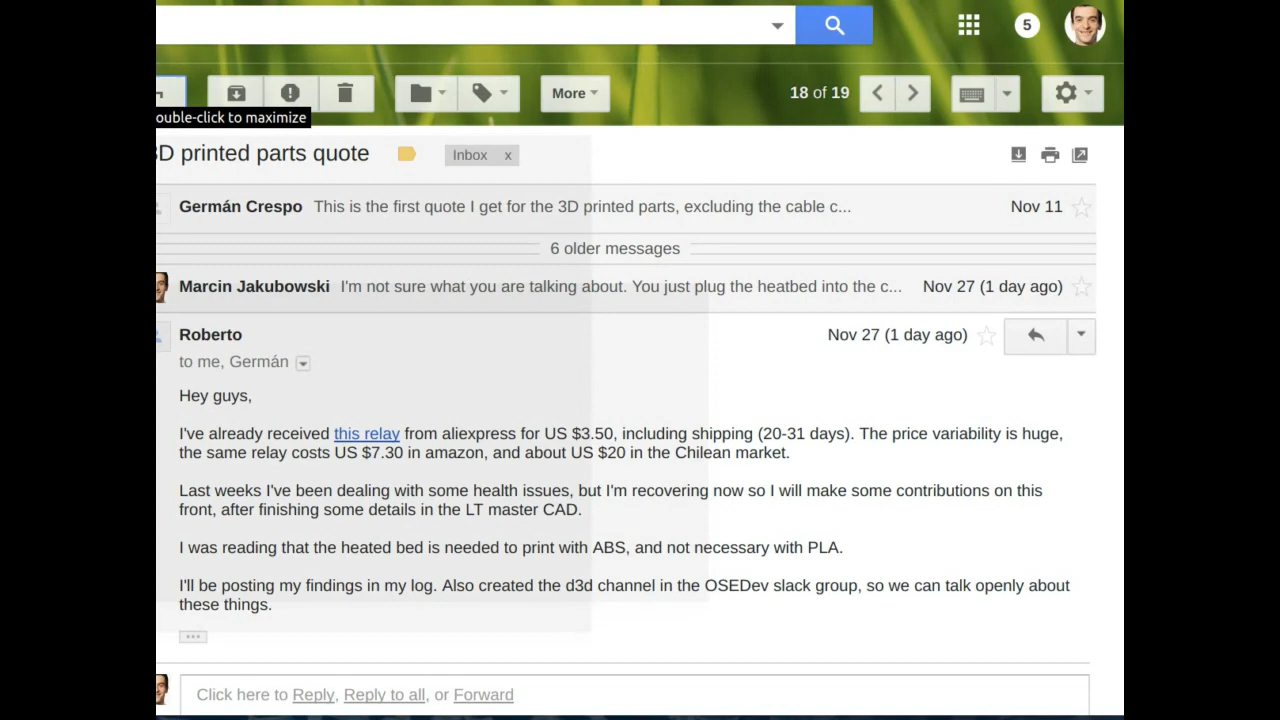 5
More
18 of 19
ouble-click to maximize
3D printed parts quote
Inbox x
Germán Crespo This is the first quote I get for the 3D printed parts, excluding the cable c... Nov 11
6 older messages
Marcin Jakubowski I'm not sure what you are talking about. You just plug the heatbed into the c... Nov 27 (1 day ago)
Roberto Nov 27 (1 day ago)
to me, Germán
Hey guys,
I've already received this relay from aliexpress for US $3.50, including shipping (20-31 days). The price variability is huge,
the same relay costs US $7.30 in amazon, and about US $20 in the Chilean market.
Last weeks I've been dealing with some health issues, but I'm recovering now so I will make some contributions on this
front, after finishing some details in the LT master CAD.
I was reading that the heated bed is needed to print with ABS, and not necessary with PLA.
I'll be posting my findings in my log. Also created the d3d channel in the OSEDev slack group, so we can talk openly about
these things.
Click here to Reply, Reply to all, or Forward